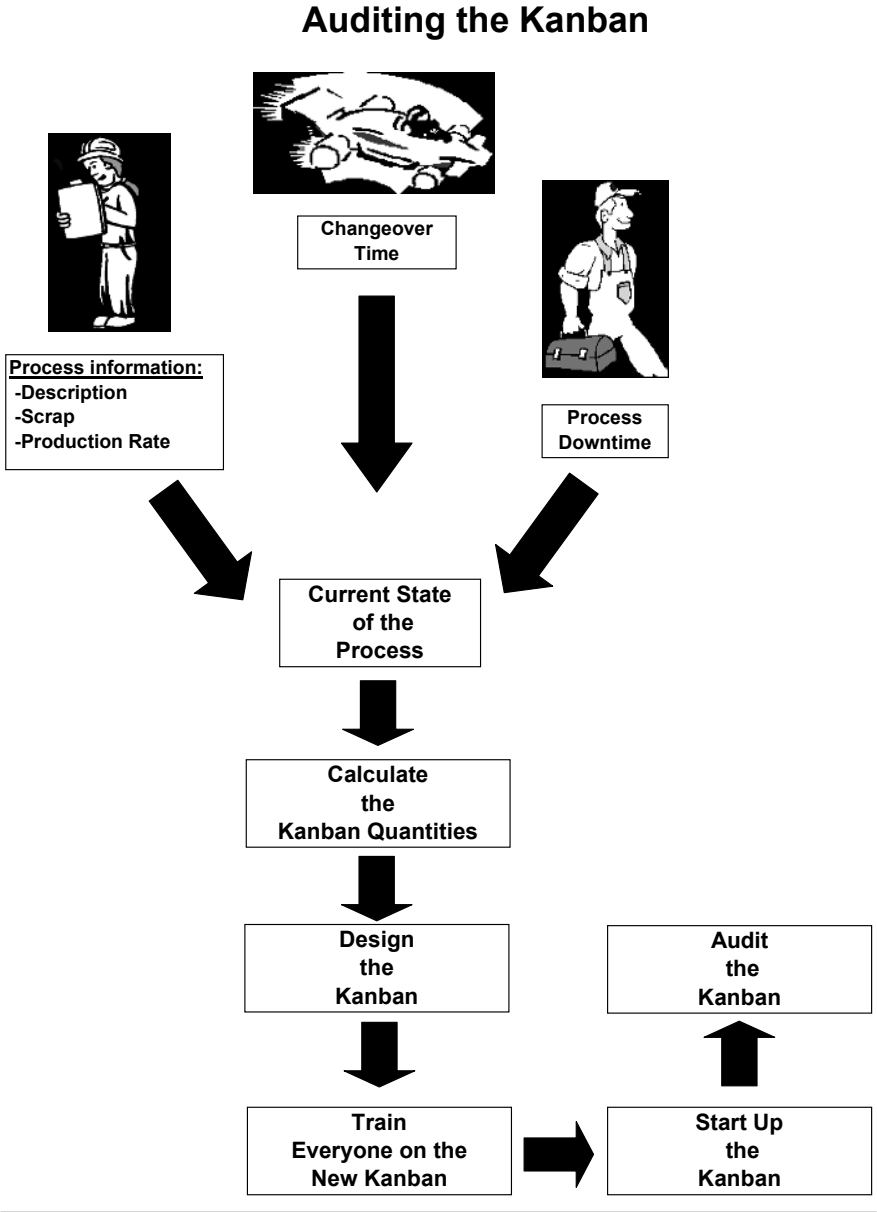 Auditing the Kanban
Changeover
Time
Process information:
-Description
-Scrap
-Production Rate
Process
Downtime
Current State
of the
Process
Calculate
the
Kanban Quantities
Design
the
Kanban
Train
Everyone on the
New Kanban
Start Up
the
Kanban
Audit
the
Kanban